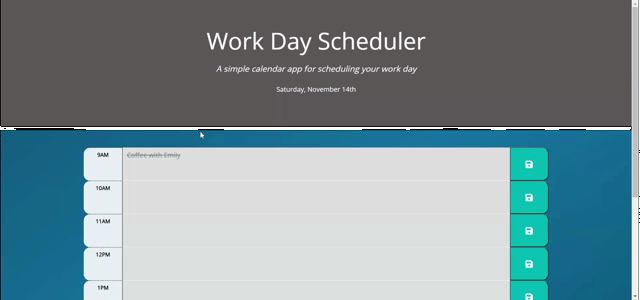 Work Day Scheduler
A simple calendar app for scheduling your work day
Saturday, November 14th
9AM
Coffee with Emily
10AM
11AM
12PM
1PM